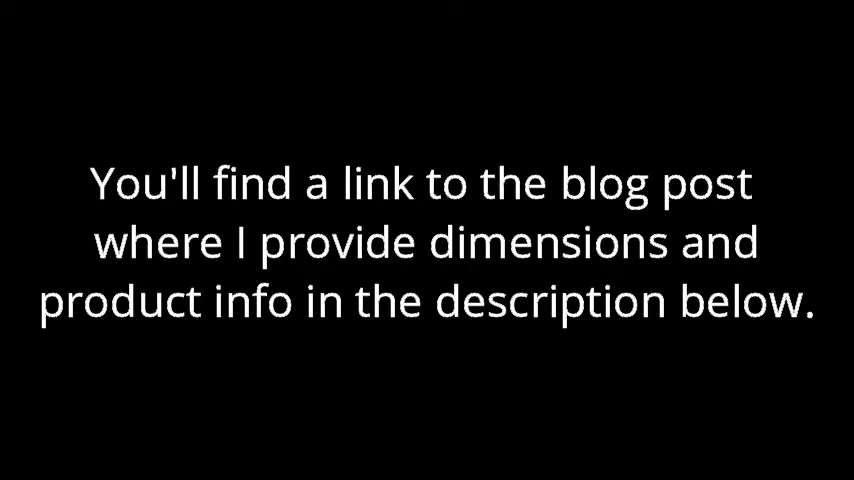 You'll find a link to the blog post
where I provide dimensions and
product info in the description below.